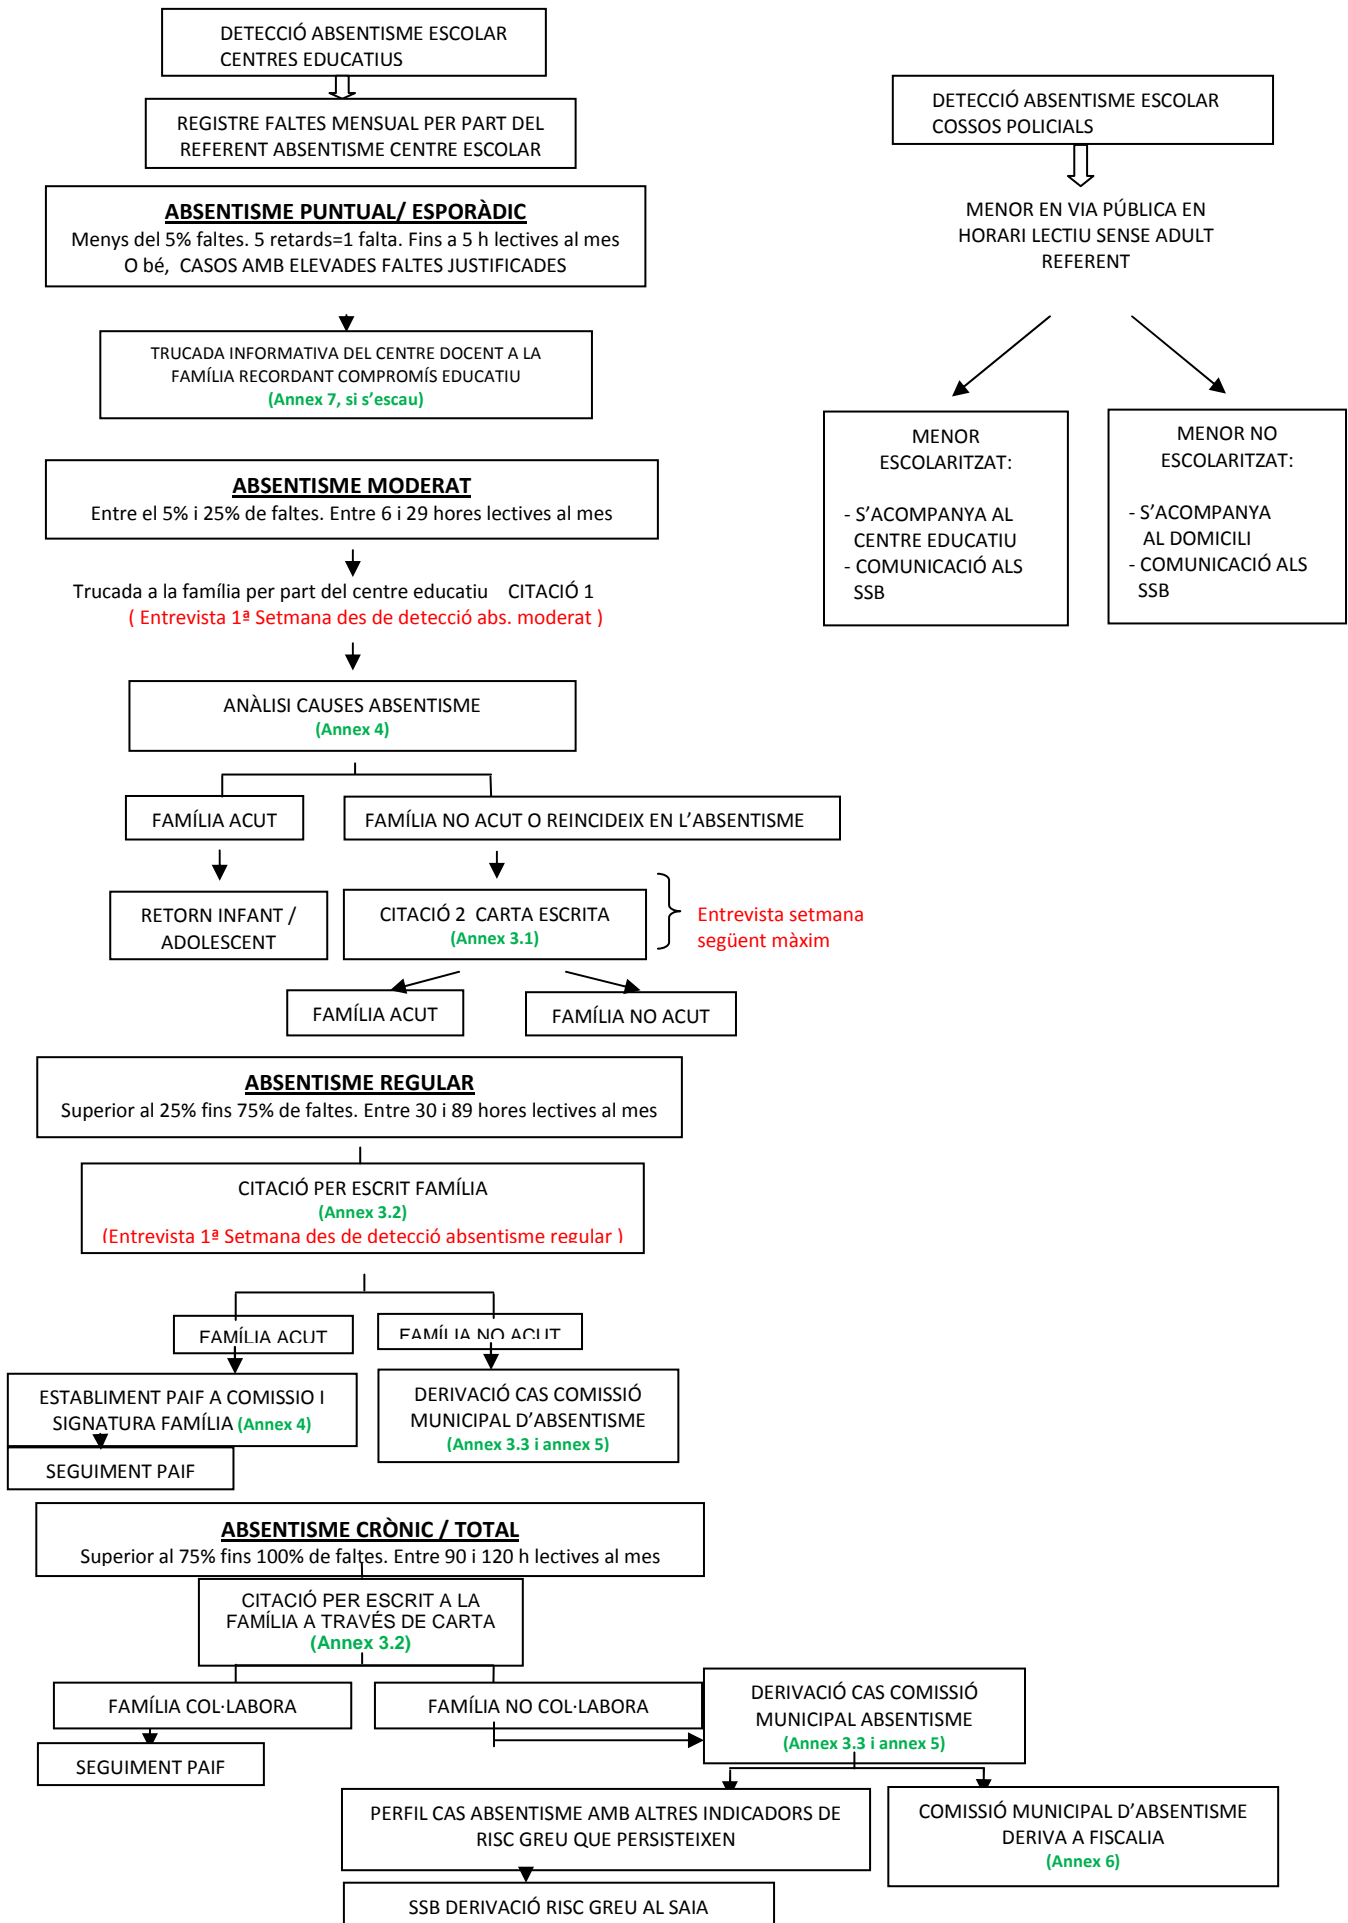 DETECCIÓ ABSENTISME ESCOLAR
CENTRES EDUCATIUS
REGISTRE FALTES MENSUAL PER PART DEL
REFERENT ABSENTISME CENTRE ESCOLAR
DETECCIÓ ABSENTISME ESCOLAR
COSSOS POLICIALS
ABSENTISME PUNTUAL/ ESPORÀDIC
Menys del 5% faltes. 5 retards=1 falta. Fins a 5 h lectives al mes
O bé, CASOS AMB ELEVADES FALTES JUSTIFICADES
MENOR EN VIA PÚBLICA EN
HORARI LECTIU SENSE ADULT
REFERENT
TRUCADA INFORMATIVA DEL CENTRE DOCENT A LA
FAMÍLIA RECORDANT COMPROMÍS EDUCATIU
(Annex 7, si s'escau)
MENOR
ESCOLARITZAT:
- S'ACOMPANYA AL
CENTRE EDUCATIU
- COMUNICACIÓ ALS
SSB
MENOR NO
ESCOLARITZAT:
- S'ACOMPANYA
AL DOMICILI
- COMUNICACIÓ ALS
SSB
ABSENTISME MODERAT
Entre el 5% i 25% de faltes. Entre 6 i 29 hores lectives al mes
Trucada a la família per part del centre educatiu CITACIÓ 1
( Entrevista 1ª Setmana des de detecció abs. moderat )
ANÀLISI CAUSES ABSENTISME
(Annex 4)
FAMÍLIA ACUT
FAMÍLIA NO ACUT O REINCIDEIX EN L'ABSENTISME
RETORN INFANT /
ADOLESCENT
CITACIÓ 2 CARTA ESCRITA
(Annex 3.1)
Entrevista setmana
següent màxim
FAMÍLIA ACUT
FAMÍLIA NO ACUT
ABSENTISME REGULAR
Superior al 25% fins 75% de faltes. Entre 30 i 89 hores lectives al mes
CITACIÓ PER ESCRIT FAMÍLIA
(Annex 3.2)
(Entrevista 1ª Setmana des de detecció absentisme regular )
FAMÍLIA ACUT
FAMÍLIA NO ACUT
ESTABLIMENT PAIF A COMISSIO I
SIGNATURA FAMÍLIA (Annex 4)
DERIVACIÓ CAS COMISSIÓ
MUNICIPAL D'ABSENTISME
(Annex 3.3 i annex 5)
SEGUIMENT PAIF
ABSENTISME CRÒNIC / TOTAL
Superior al 75% fins 100% de faltes. Entre 90 i 120 h lectives al mes
CITACIÓ PER ESCRIT A LA
FAMÍLIA A TRAVÉS DE CARTA
(Annex 3.2)
FAMÍLIA COL·LABORA
FAMÍLIA NO COL·LABORA
DERIVACIÓ CAS COMISSIÓ
MUNICIPAL ABSENTISME
(Annex 3.3 i annex 5)
SEGUIMENT PAIF
PERFIL CAS ABSENTISME AMB ALTRES INDICADORS DE
RISC GREU QUE PERSISTEIXEN
COMISSIÓ MUNICIPAL D'ABSENTISME
DERIVA A FISCALIA
(Annex 6)
SSB DERIVACIÓ RISC GREU AL SAIA